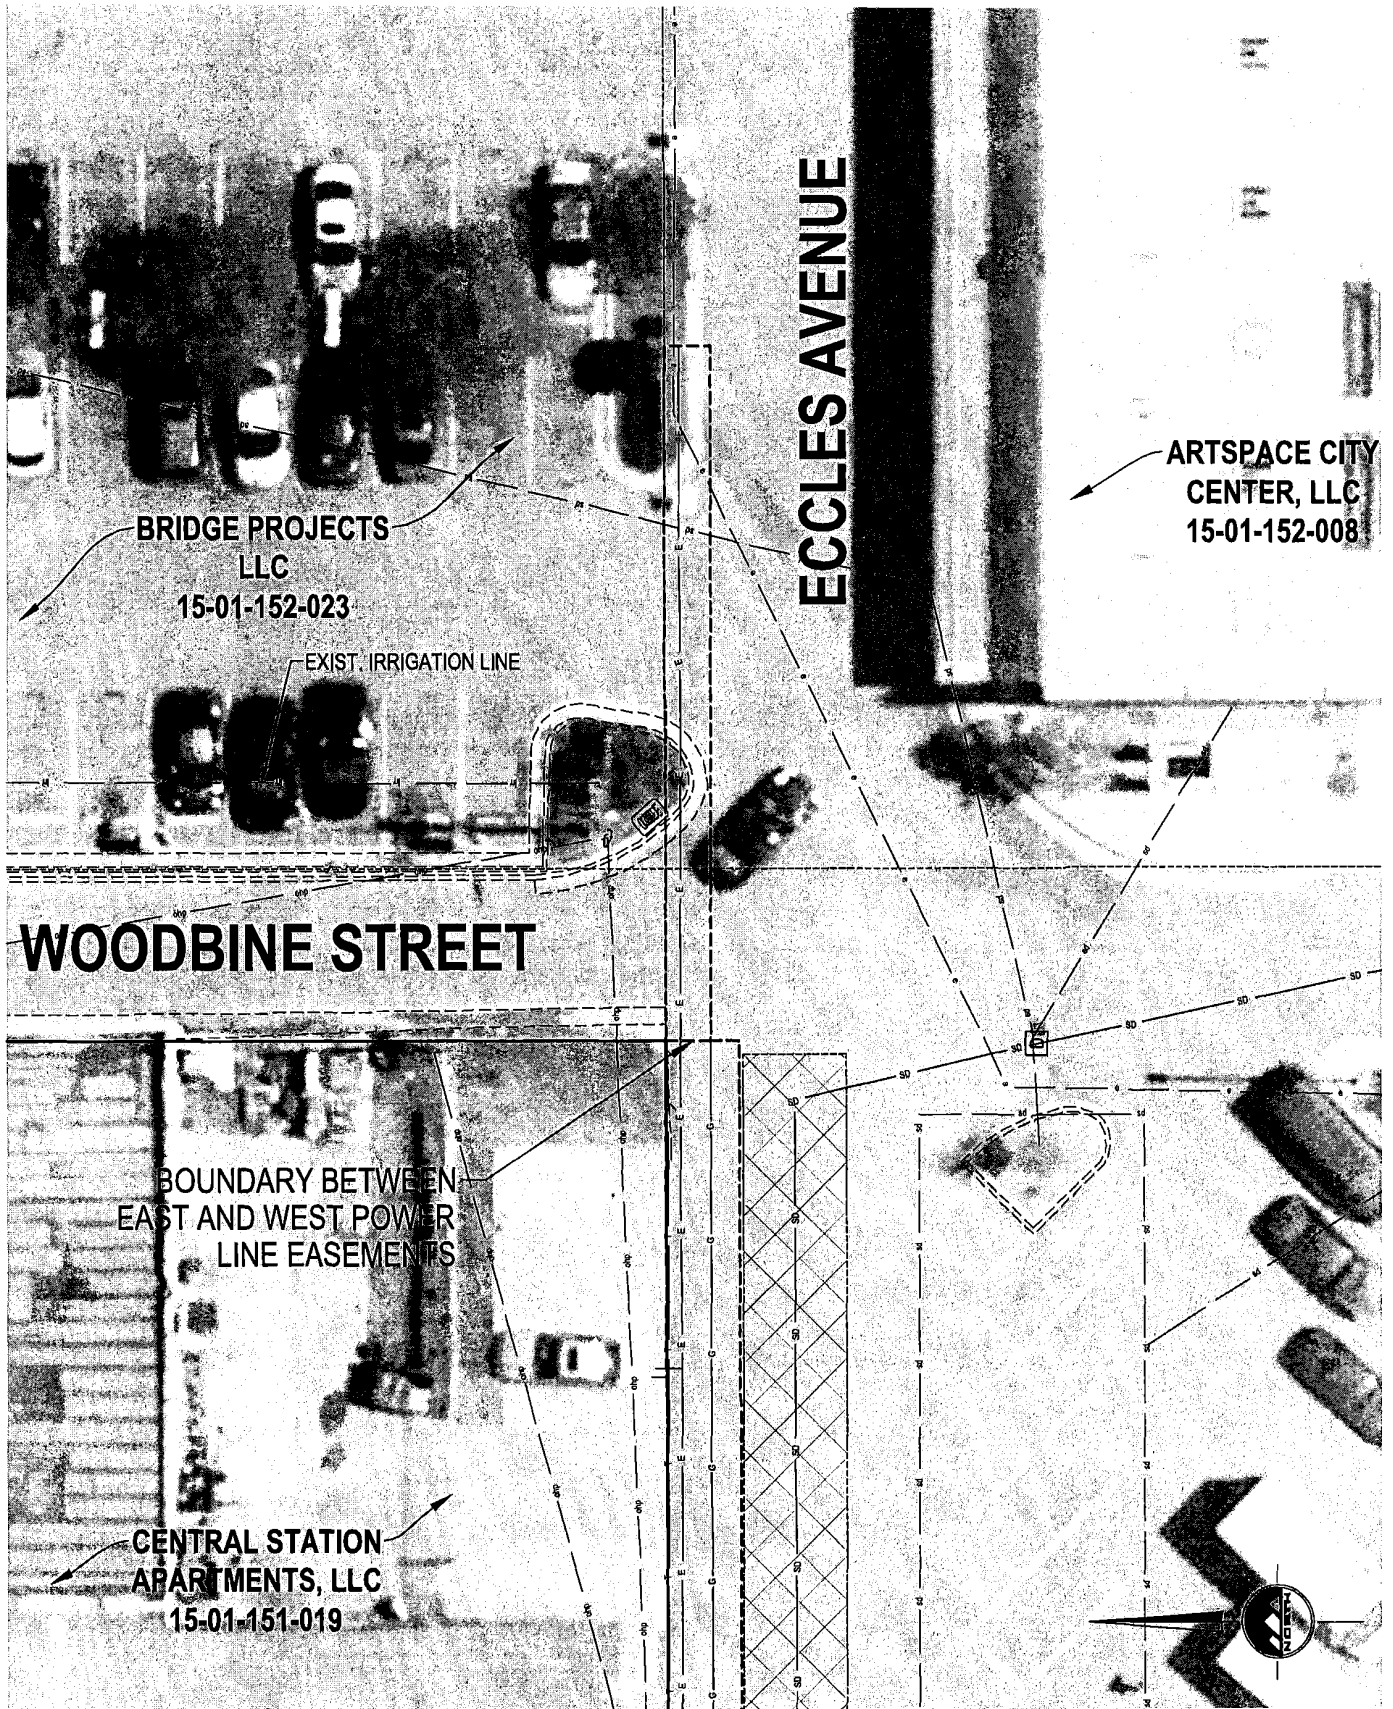 ECCLES AVENUE
ARTSPACE CITY
CENTER, LLC
15-01-152-008
BRIDGE PROJECTS
LLC
15-01-152-023
EXIST. IRRIGATION LINE
WOODBINE STREET
BOUNDARY BETWEEN
EAST AND WEST POWER
LINE EASEMENTS
CENTRAL STATION
APARTMENTS, LLC
15-01-151-019
NORTH